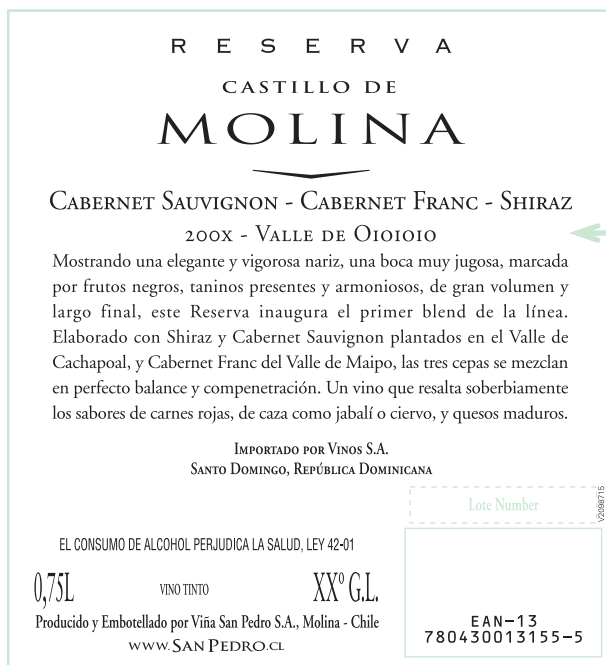 RESERVA
CASTILLO DE
MOLINA
CABERNET SAUVIGNON - CABERNET FRANC - SHIRAZ
200X - VALLE DE OIOIOIO
Mostrando una elegante y vigorosa nariz, una boca muy jugosa, marcada
por frutos negros, taninos presentes y armoniosos, de gran volumen y
largo final, este Reserva inaugura el primer blend de la línea.
Elaborado con Shiraz y Cabernet Sauvignon plantados en el Valle de
Cachapoal, y Cabernet Franc del Valle de Maipo, las tres cepas se mezclan
en perfecto balance y compenetración. Un vino que resalta soberbiamente
los sabores de carnes rojas, de caza como jabalí o ciervo, y quesos maduros.
IMPORTADO POR VINOS S.A.
SANTO DOMINGO, REPÚBLICA DOMINICANA
Lote Number
V2098715
EL CONSUMO DE ALCOHOL PERJUDICA LA SALUD, LEY 42-01
0,75L VINO TINTO XXº G.L.
Producido y Embotellado por Viña San Pedro S.A., Molina - Chile
WWW.SAN PEDRO.CL
EAN-13
780430013155-5